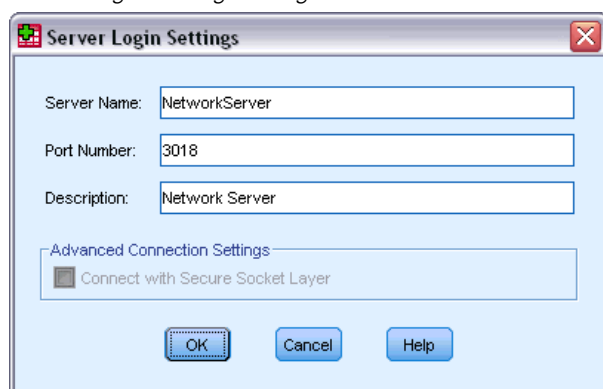 Server Login Settings
Server Name: NetworkServer
Port Number: 3018
Description: Network Server
Advanced Connection Settings
Connect with Secure Socket Layer
OK Cancel Help